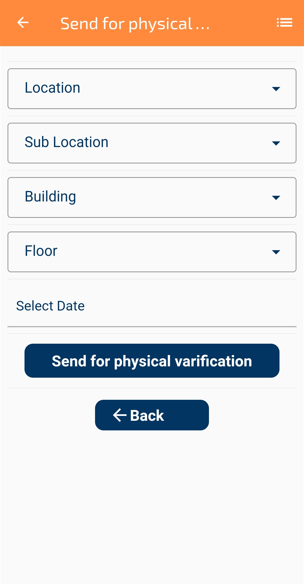 Send for physical ...
Location
Sub Location
Building
Floor
Select Date
Send for physical varification
Back